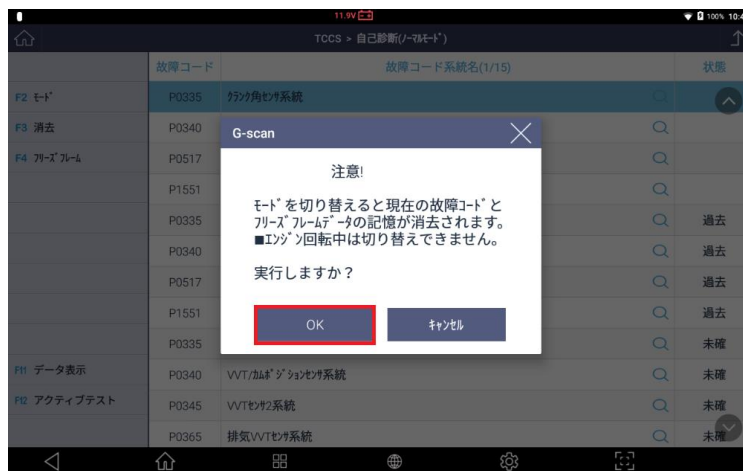 11.9V
100% 10:4
TCCS > 自己診断(ﾉｰﾏﾙﾓｰﾄﾞ)
故障コード 故障コード系統名(1/15) 状態
F2 ﾓｰﾄﾞ P0335 ｸﾗﾝｸ角ｾﾝｻ系統
F3 消去 P0340
F4 ﾌﾘｰｽﾞﾌﾚｰﾑ P0517
P1551
P0335 過去
P0340 過去
P0517 過去
P1551 過去
P0335 未確
F11 データ表示 P0340 VVT/ｶﾑﾎﾟｼﾞｼｮﾝｾﾝｻ系統 未確
F12 アクティブテスト P0345 VVTｾﾝｻ2系統 未確
P0365 排気VVTｾﾝｻ系統 未確
G-scan
注意!
ﾓｰﾄﾞを切り替えると現在の故障ｺｰﾄﾞと
ﾌﾘｰｽﾞﾌﾚｰﾑﾃﾞｰﾀの記憶が消去されます。
■ｴﾝｼﾞﾝ回転中は切り替えできません。
実行しますか？
OK ｷｬﾝｾﾙ